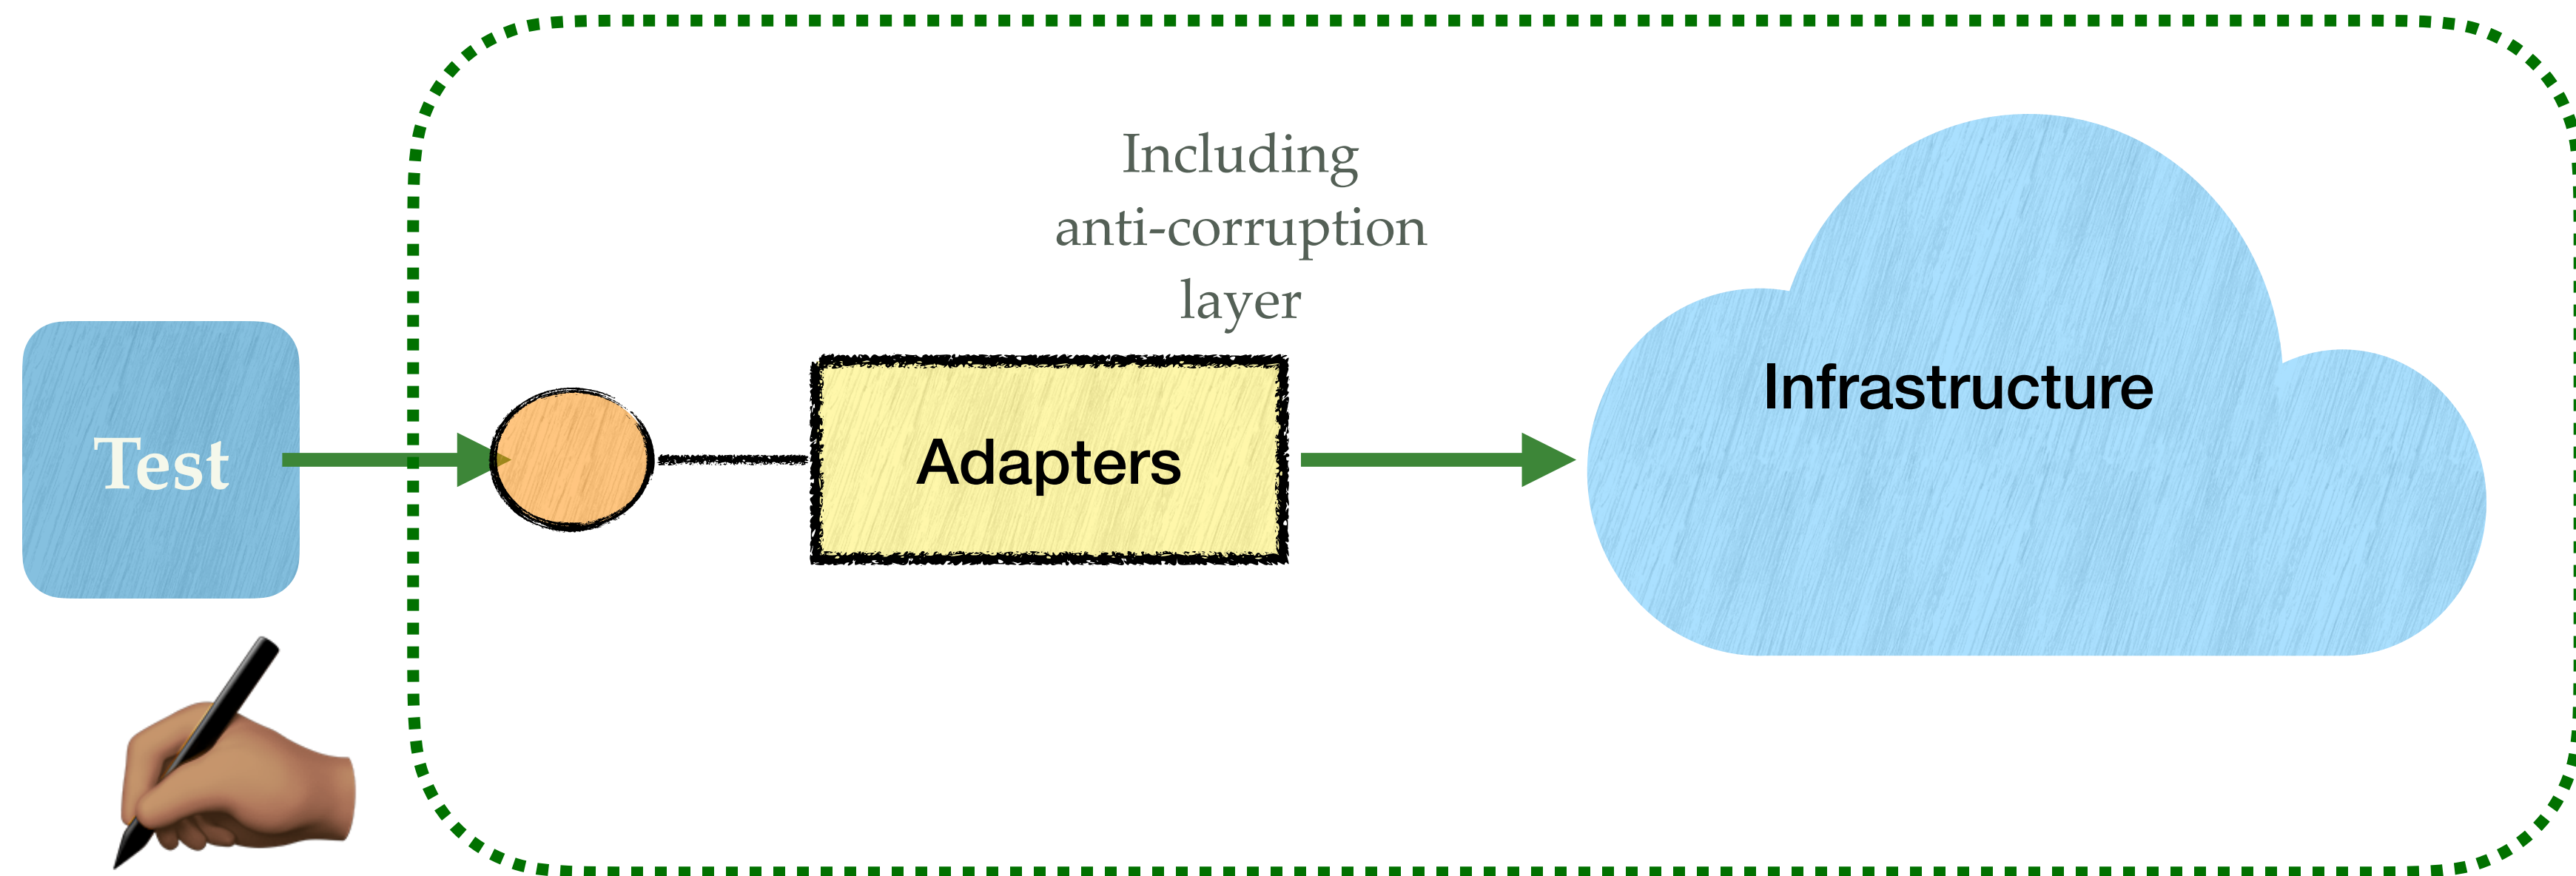 Including
anti-corruption
layer
Test
Adapters
Infrastructure